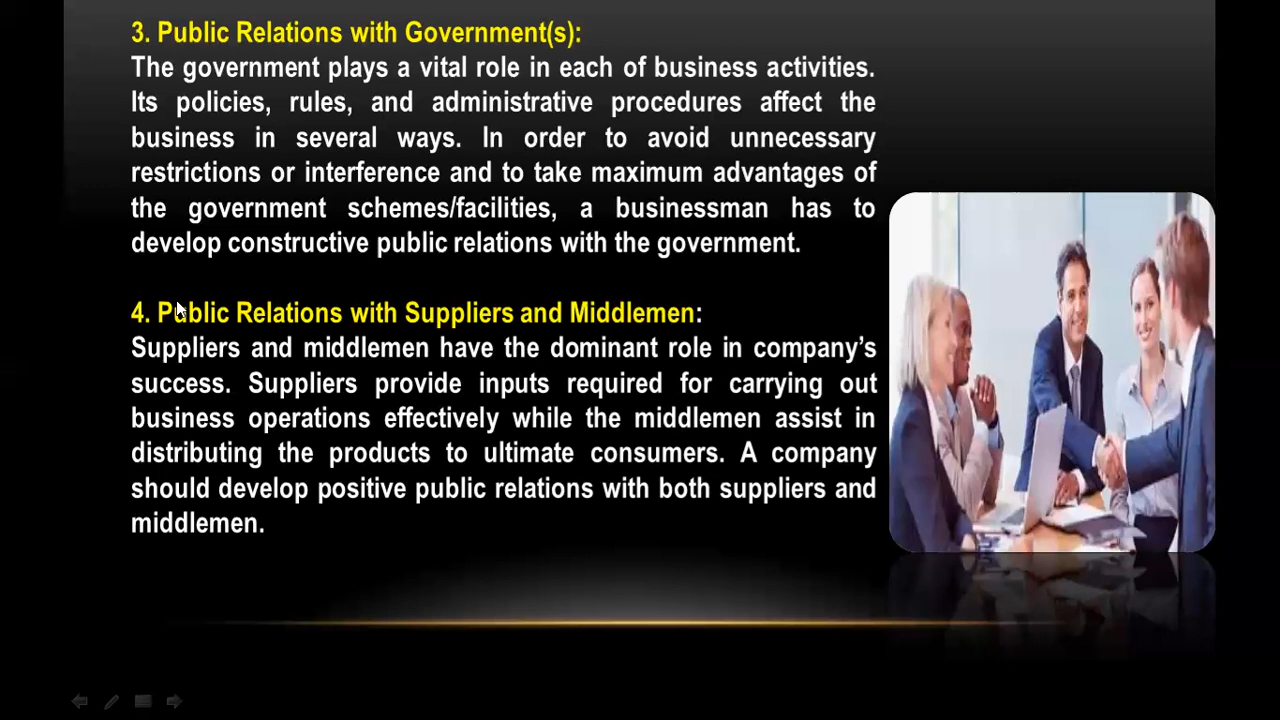 3. Public Relations with Government(s):
The government plays a vital role in each of business activities.
Its policies, rules, and administrative procedures affect the
business in several ways. In order to avoid unnecessary
restrictions or interference and to take maximum advantages of
the government schemes/facilities, a businessman has to
develop constructive public relations with the government.
4. Public Relations with Suppliers and Middlemen:
Suppliers and middlemen have the dominant role in company’s
success. Suppliers provide inputs required for carrying out
business operations effectively while the middlemen assist in
distributing the products to ultimate consumers. A company
should develop positive public relations with both suppliers and
middlemen.